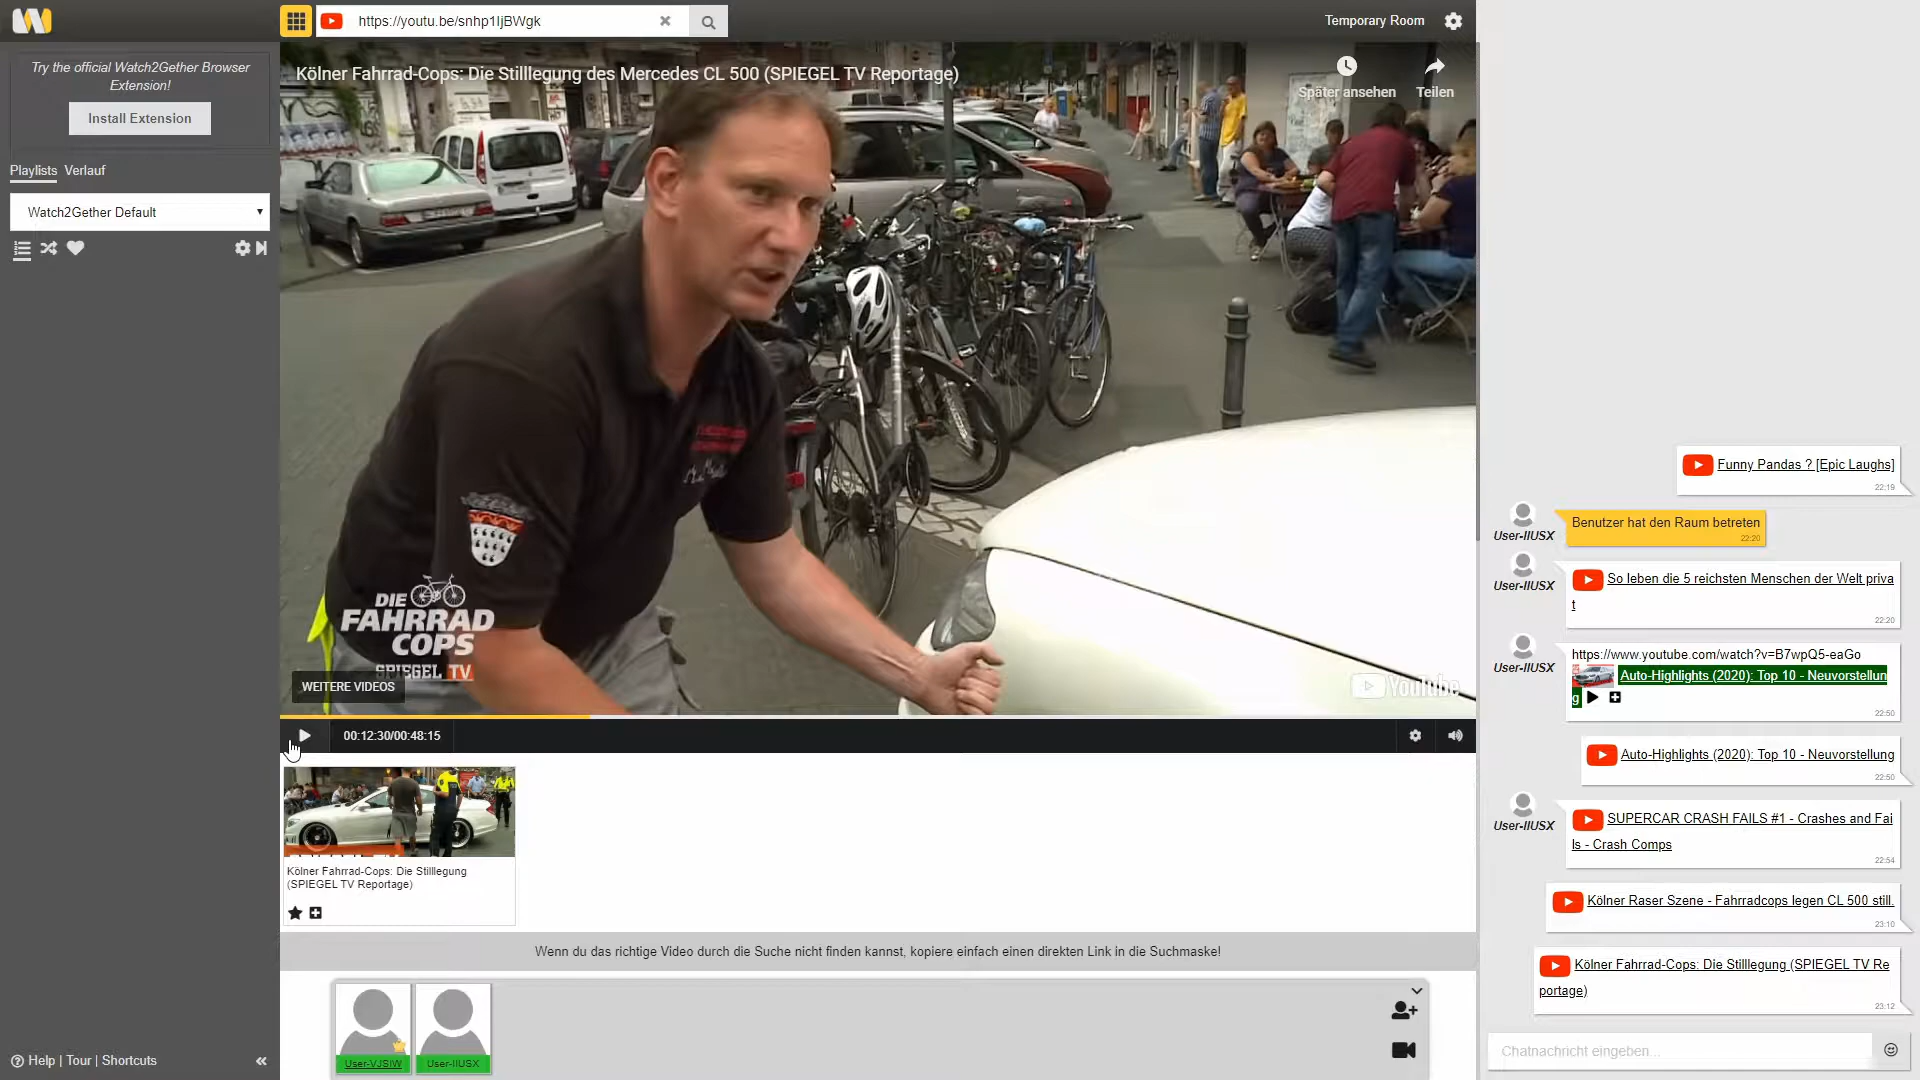 https://youtu.be/snhp1IjBWgk
Temporary Room
Try the official Watch2Gether Browser
Extension!
Install Extension
Playlists Verlauf
Watch2Gether Default
Kölner Fahrrad-Cops: Die Stilllegung des Mercedes CL 500 (SPIEGEL TV Reportage)
Später ansehen
Teilen
DIE
FAHRRAD
COPS
SPIEGEL TV
WEITERE VIDEOS
YouTube
00:12:30/00:48:15
Kölner Fahrrad-Cops: Die Stilllegung
(SPIEGEL TV Reportage)
Wenn du das richtige Video durch die Suche nicht finden kannst, kopiere einfach einen direkten Link in die Suchmaske!
User-VJSIW
User-IIUSX
Help | Tour | Shortcuts
Funny Pandas ? [Epic Laughs]
22:19
User-IIUSX
Benutzer hat den Raum betreten
22:20
User-IIUSX
So leben die 5 reichsten Menschen der Welt priva
t
22:20
User-IIUSX
https://www.youtube.com/watch?v=B7wpQ5-eaGo
Auto-Highlights (2020): Top 10 - Neuvorstellun
g
22:50
Auto-Highlights (2020): Top 10 - Neuvorstellung
22:50
User-IIUSX
SUPERCAR CRASH FAILS #1 - Crashes and Fai
ls - Crash Comps
22:54
Kölner Raser Szene - Fahrradcops legen CL 500 still.
23:10
Kölner Fahrrad-Cops: Die Stilllegung (SPIEGEL TV Re
portage)
23:12
Chatnachricht eingeben...